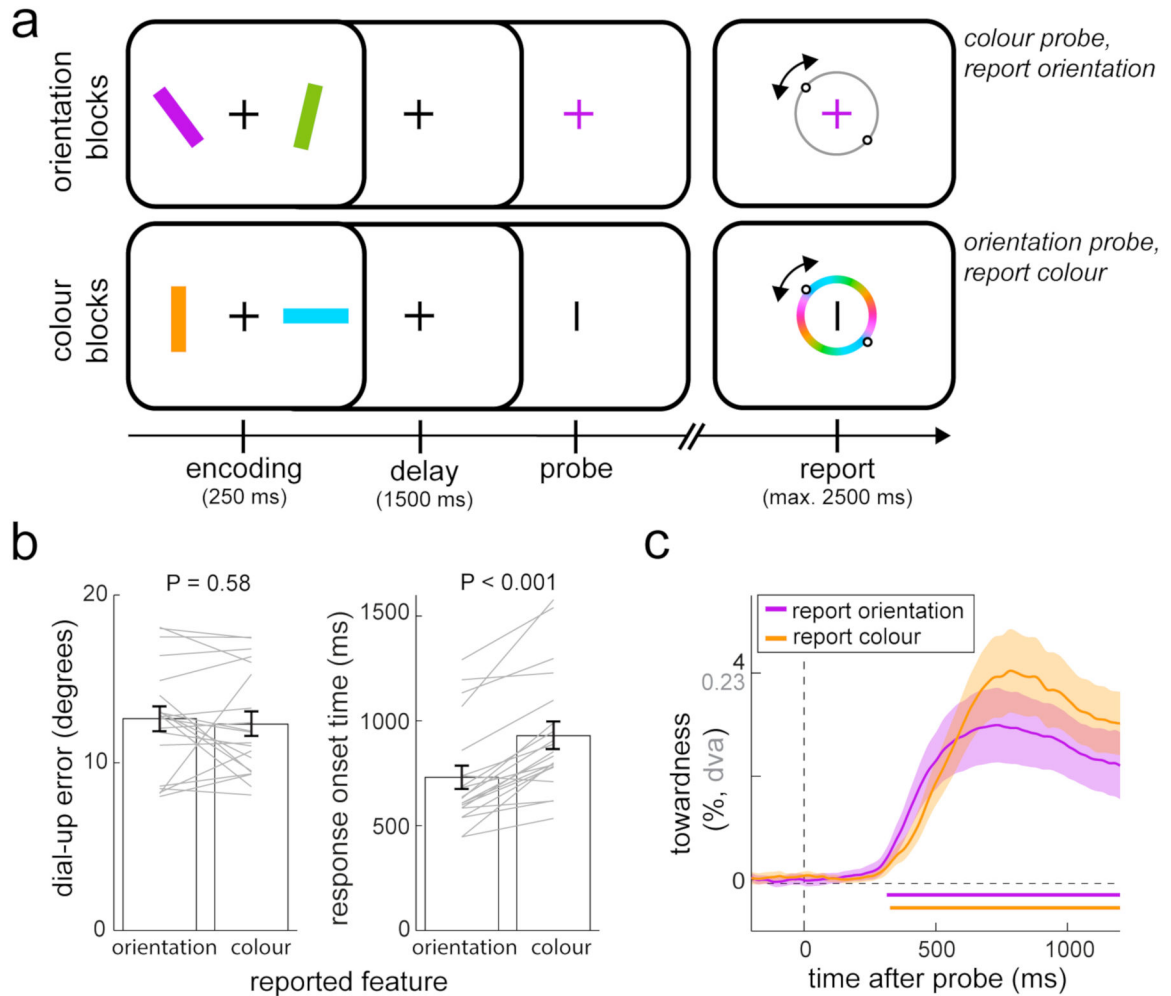 a
orientation
blocks
colour probe,
report orientation
colour
blocks
orientation probe,
report colour
encoding
(250 ms)
delay
(1500 ms)
probe
report
(max. 2500 ms)
b
P = 0.58
dial-up error (degrees)
20
10
0
orientation
colour
P < 0.001
response onset time (ms)
1500
1000
500
0
orientation
colour
reported feature
c
report orientation
report colour
towardness
(%, dva)
4
0.23
0
0
500
1000
time after probe (ms)